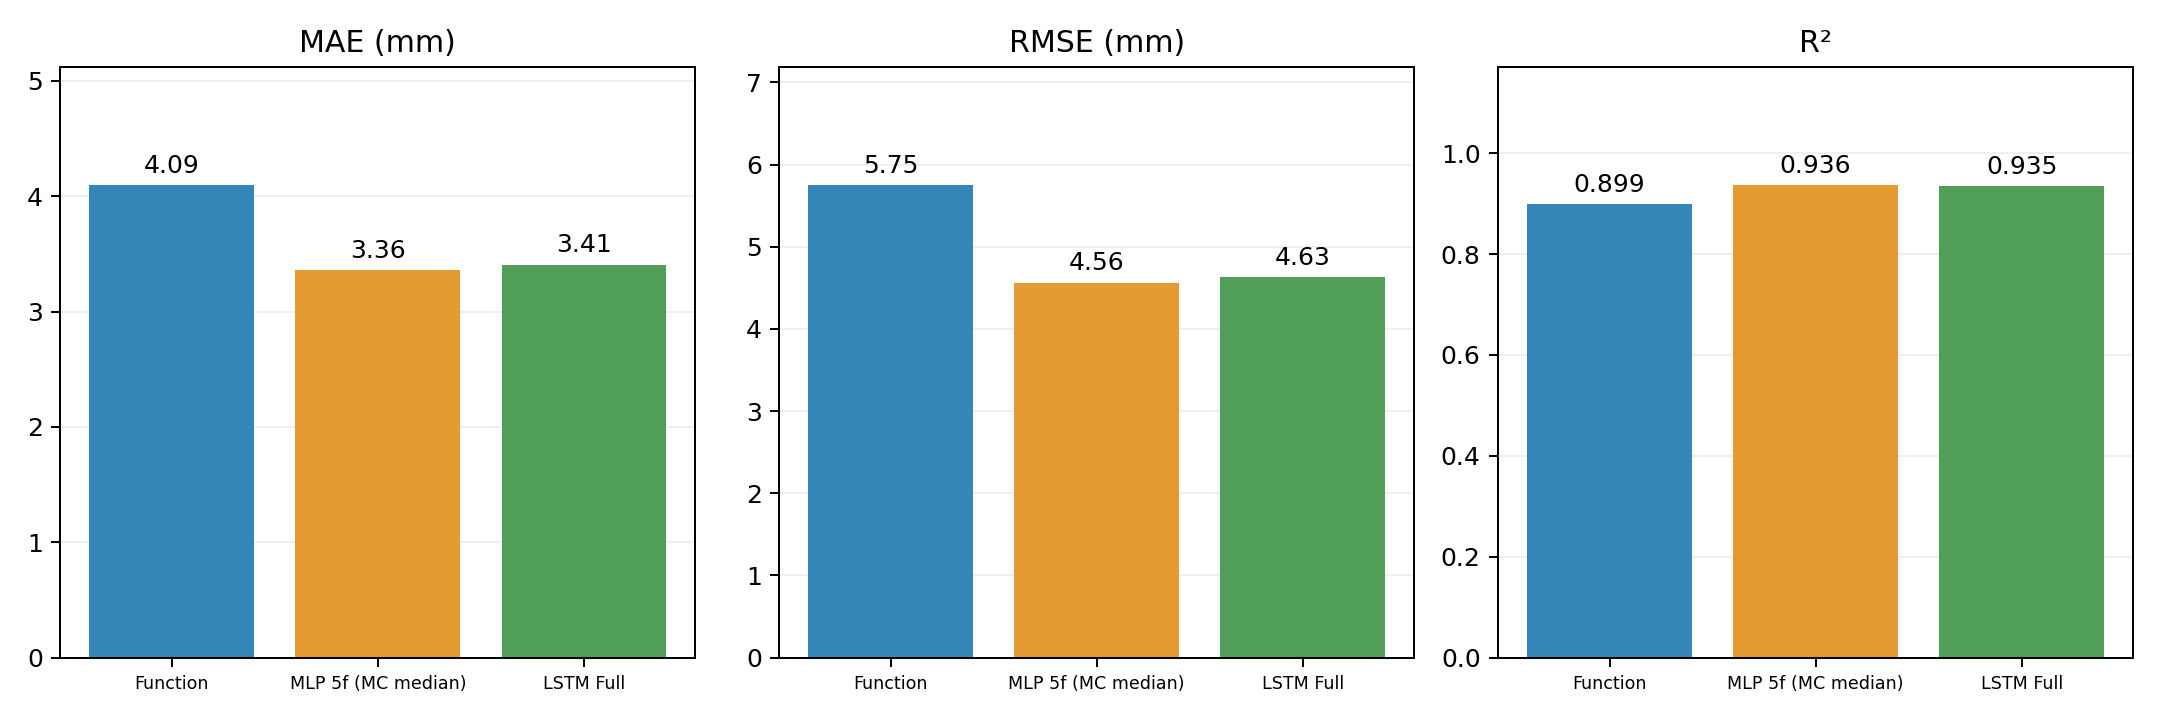 MAE (mm)
5
4
3
2
1
0
4.09
3.36
3.41
Function
MLP 5f (MC median)
LSTM Full
RMSE (mm)
7
6
5
4
3
2
1
0
5.75
4.56
4.63
Function
MLP 5f (MC median)
LSTM Full
R²
1.0
0.8
0.6
0.4
0.2
0.0
0.899
0.936
0.935
Function
MLP 5f (MC median)
LSTM Full